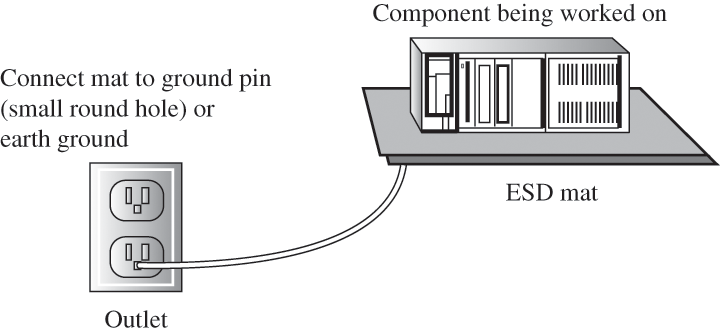 Component being worked on
Connect mat to ground pin
(small round hole) or
earth ground
ESD mat
Outlet